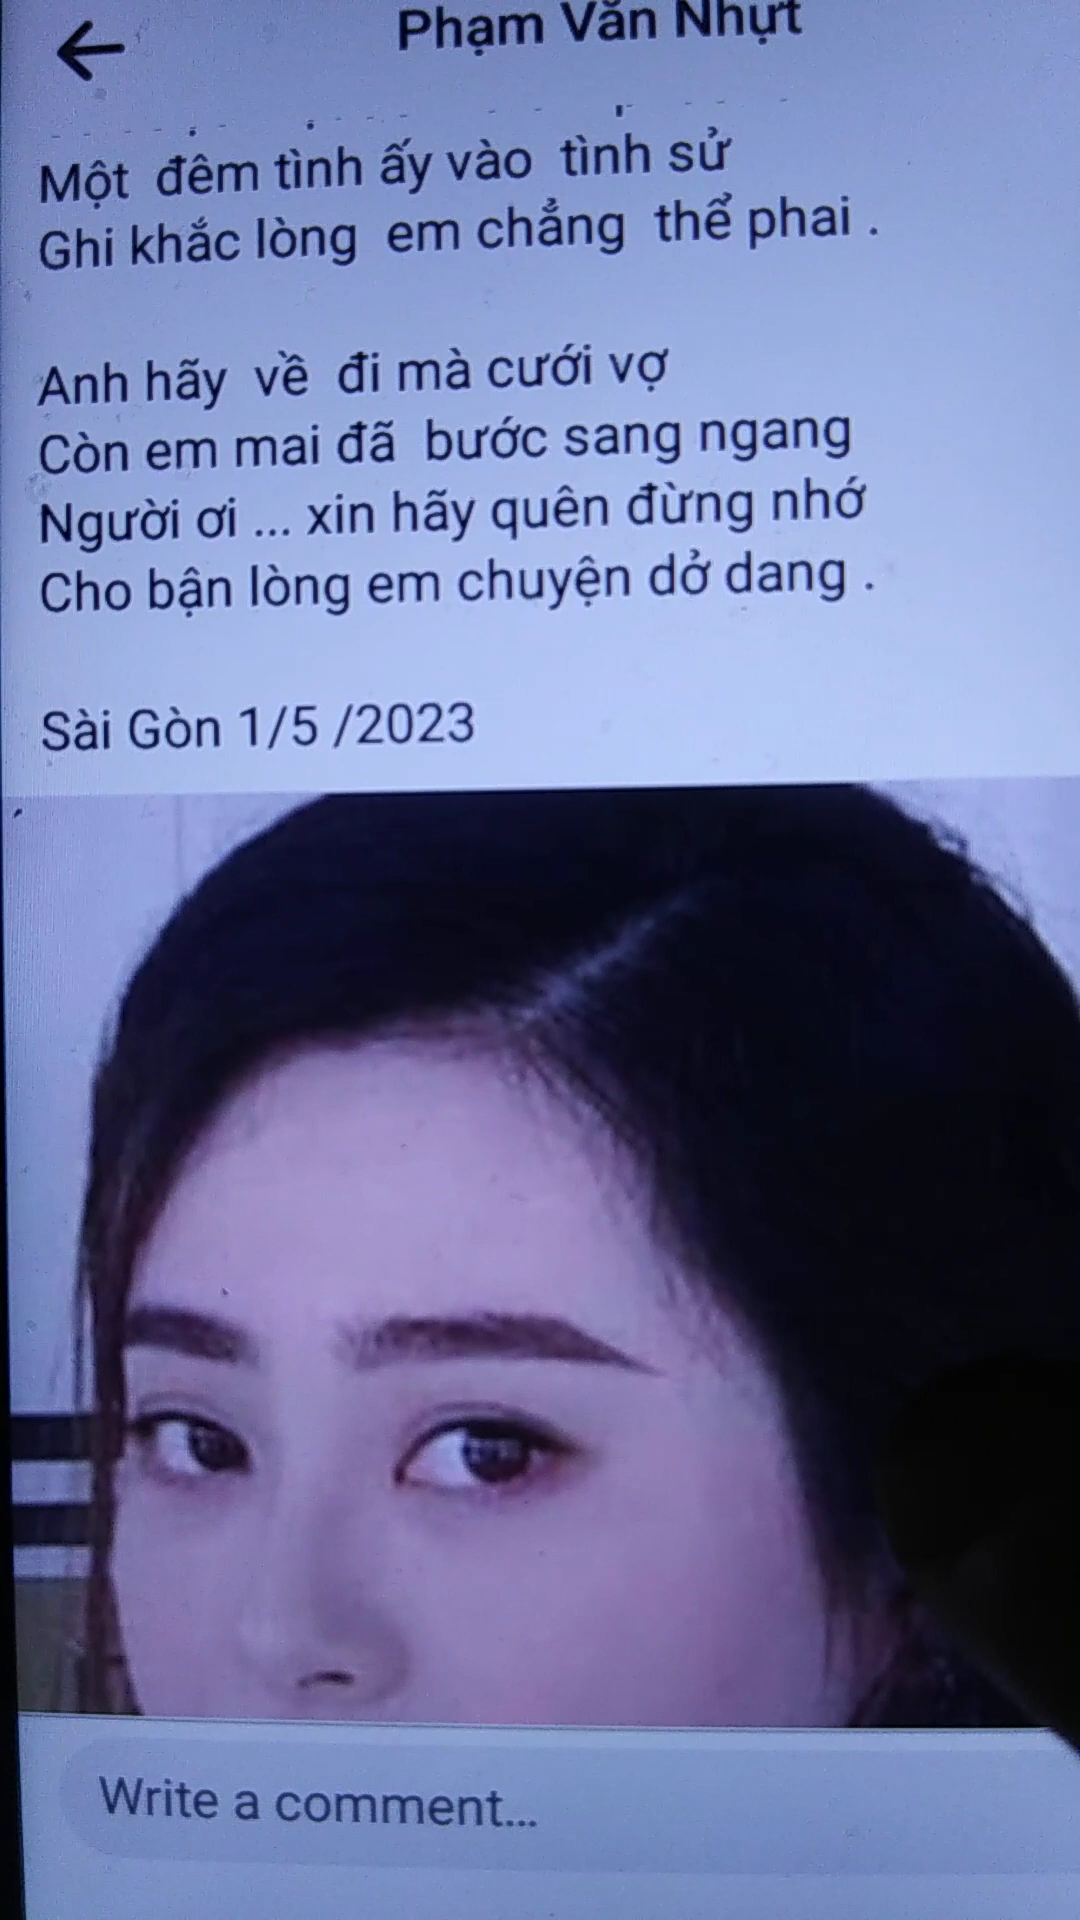 Phạm Văn Nhựt
Một đêm tình ấy vào tình sử
Ghi khắc lòng em chẳng thể phai .
Anh hãy về đi mà cưới vợ
Còn em mai đã bước sang ngang
Người ơi ... xin hãy quên đừng nhớ
Cho bận lòng em chuyện dở dang .
Sài Gòn 1/5 /2023
Write a comment...